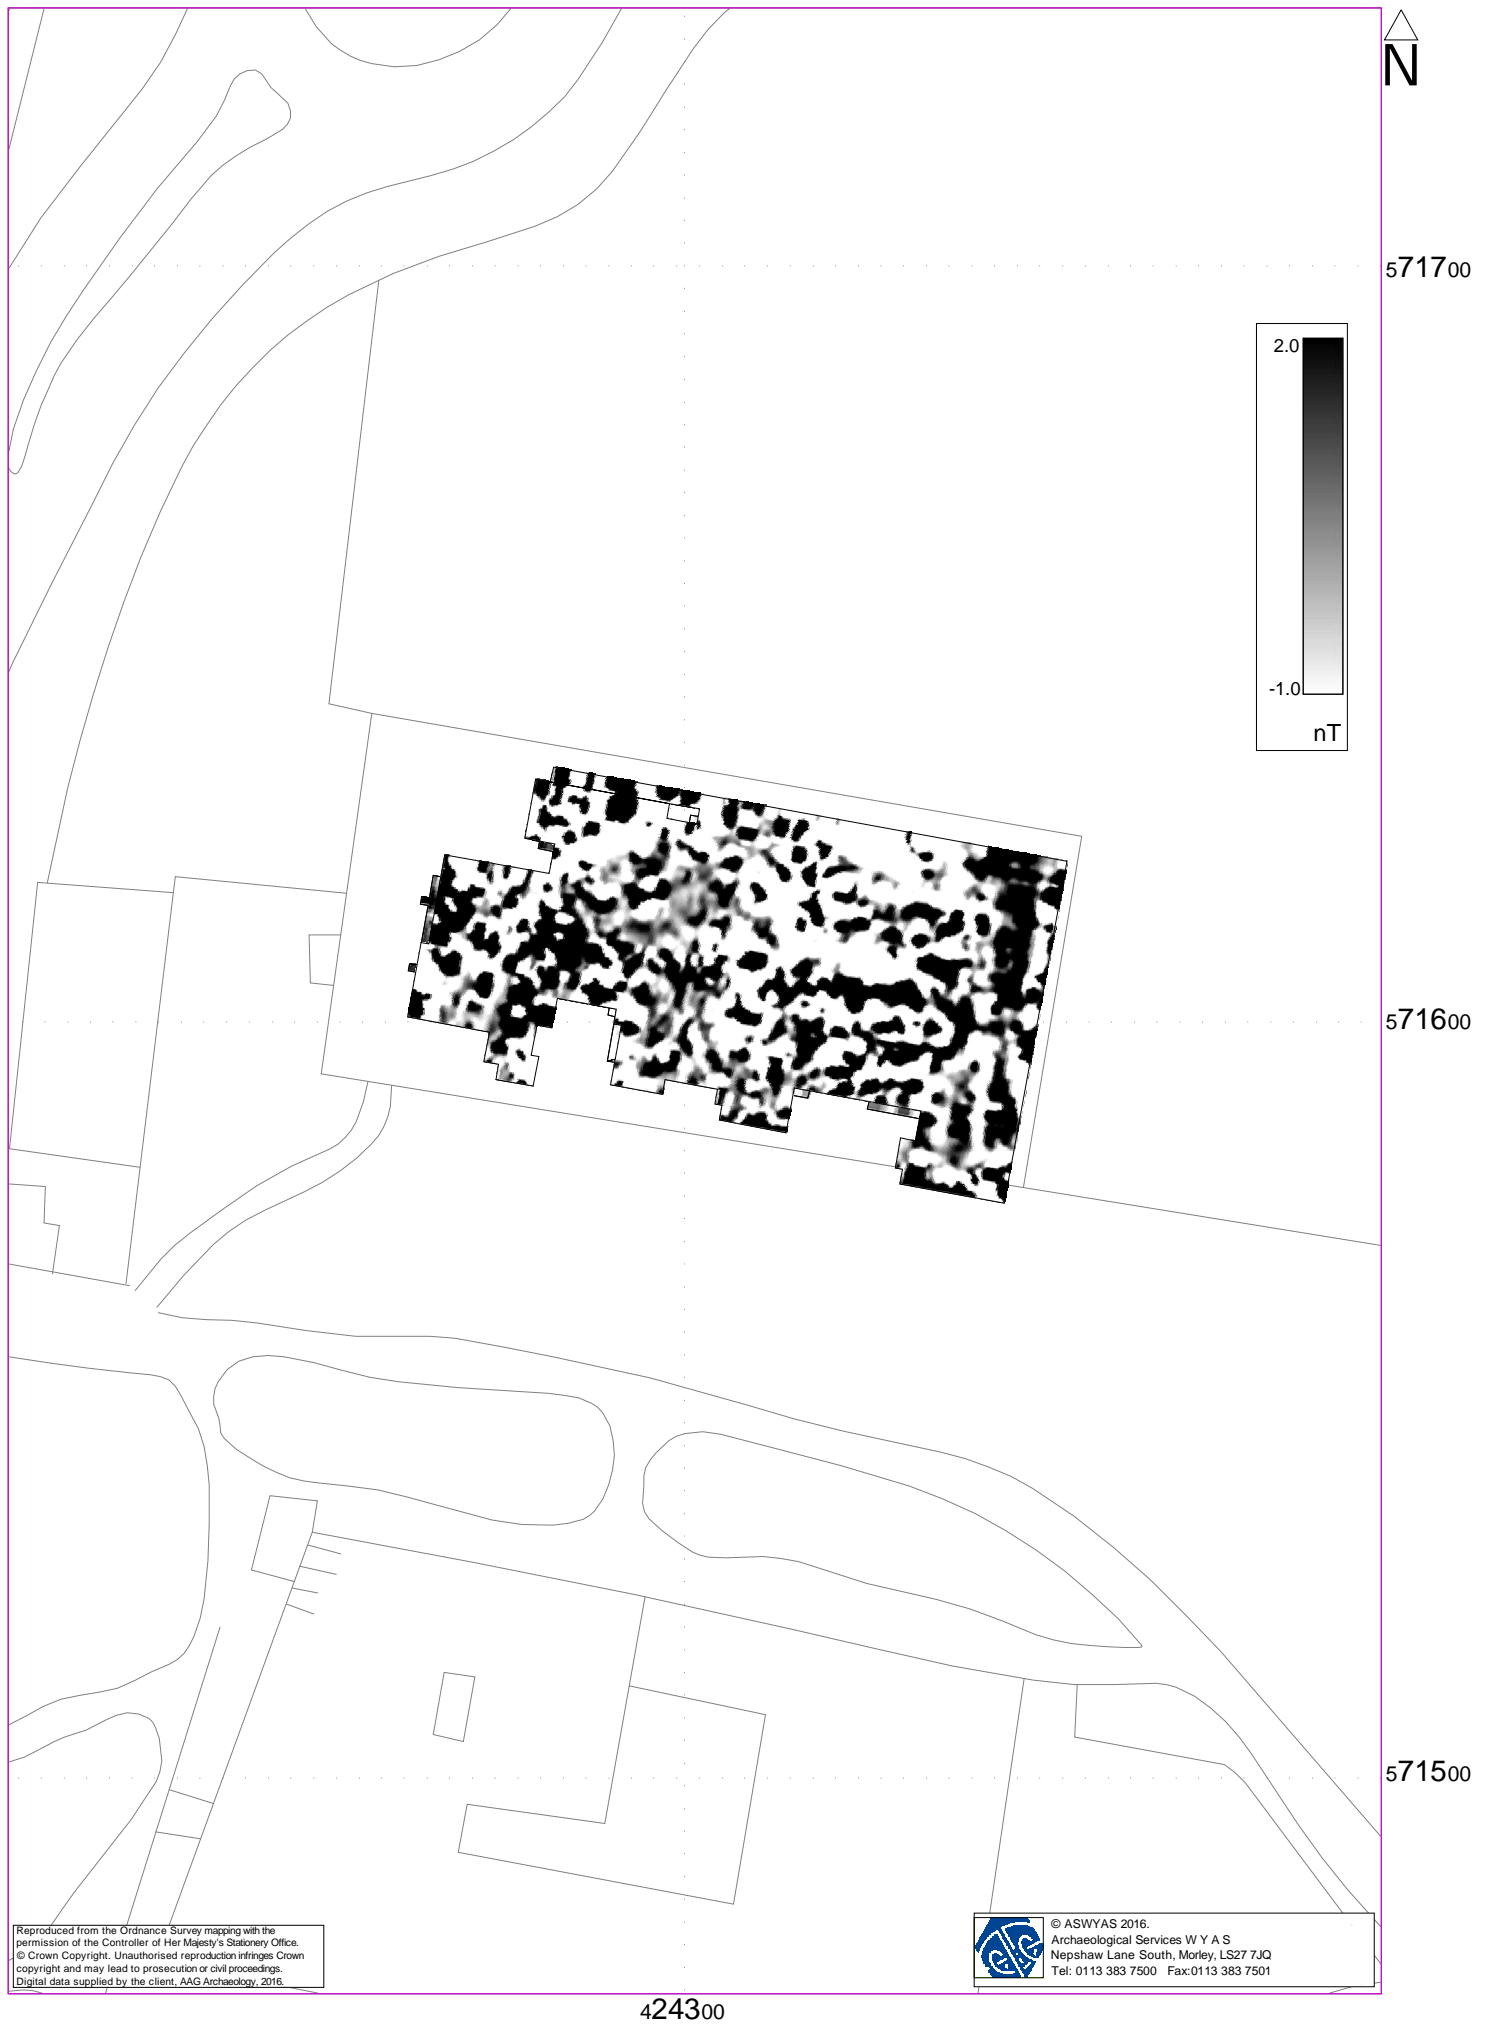 N
571700
2.0
-1.0
nT
571600
571500
Reproduced from the Ordnance Survey mapping with the
permission of the Controller of Her Majesty's Stationery Office.
© Crown Copyright. Unauthorised reproduction infringes Crown
copyright and may lead to prosecution or civil proceedings.
Digital data supplied by the client, AAG Archaeology, 2016.
© ASWYAS 2016.
Archaeological Services W Y A S
Nepshaw Lane South, Morley, LS27 7JQ
Tel: 0113 383 7500 Fax:0113 383 7501
424300